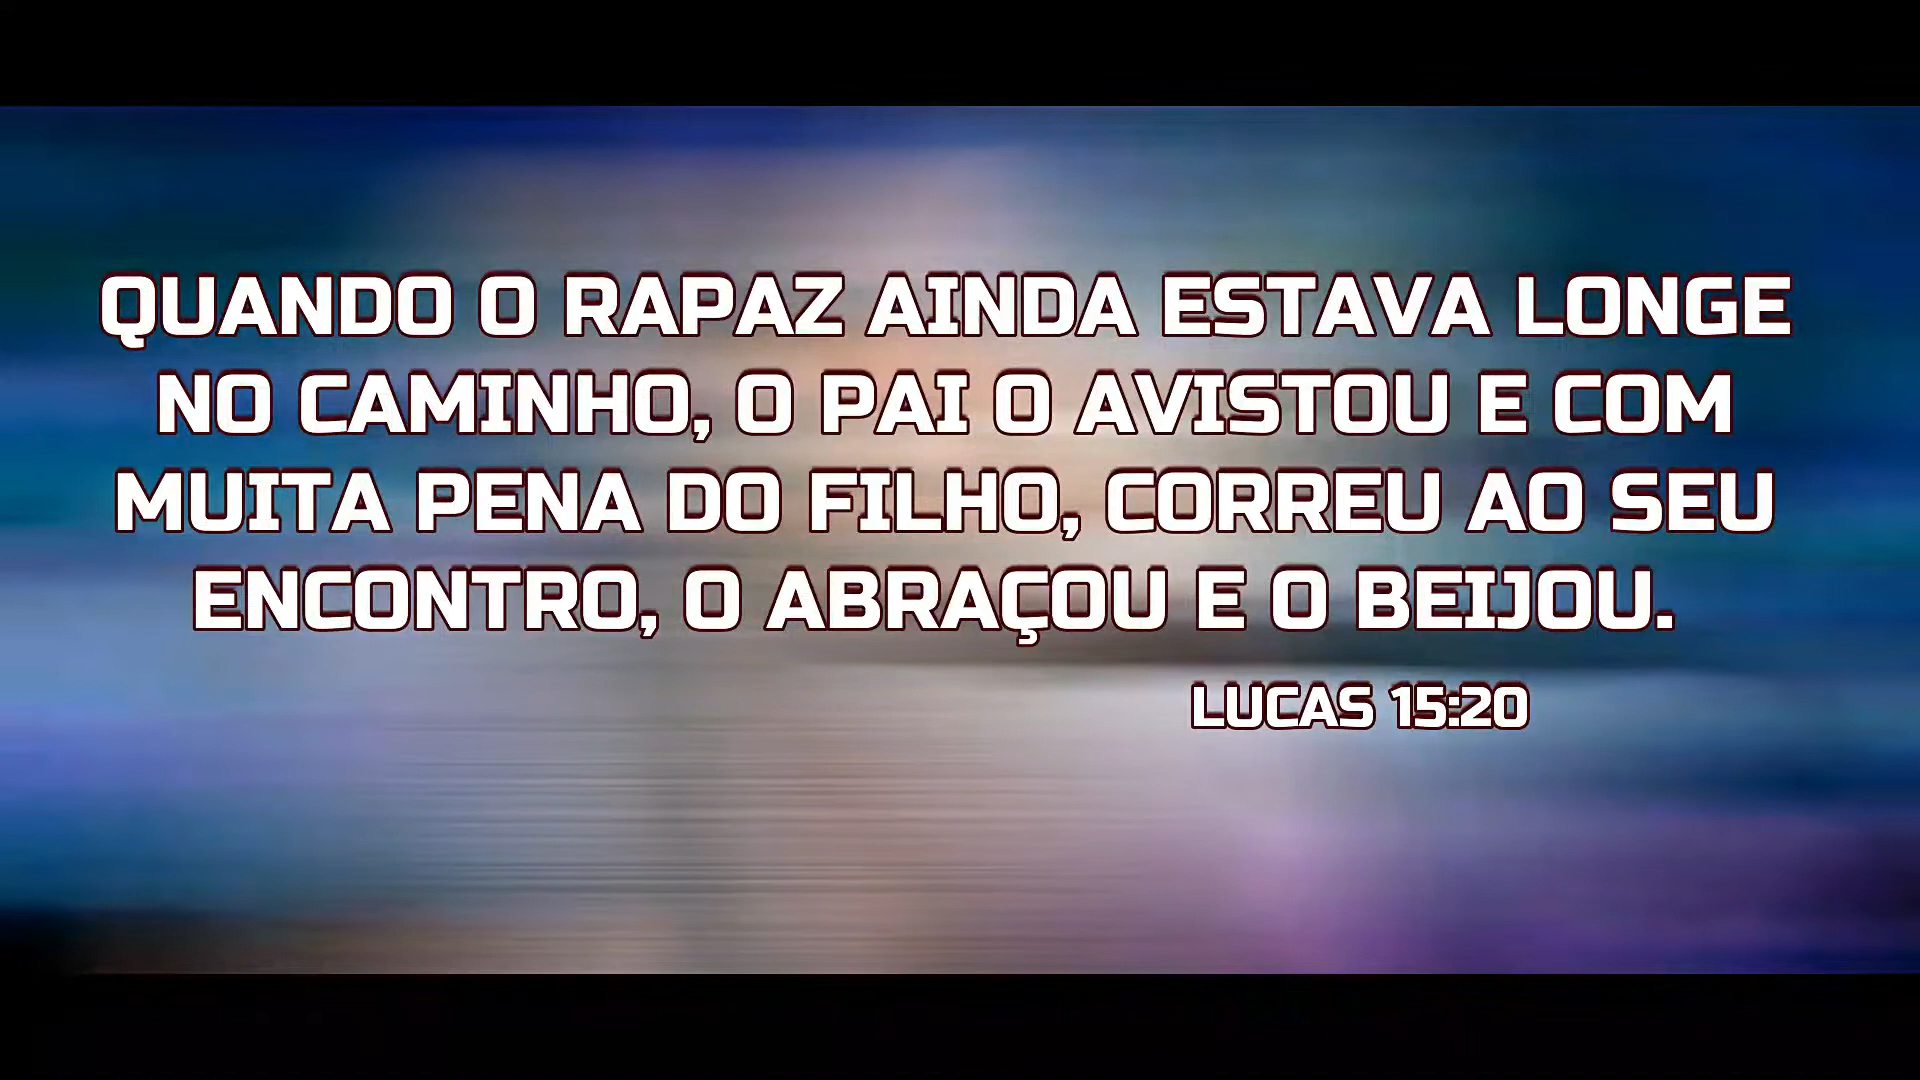 QUANDO O RAPAZ AINDA ESTAVA LONGE
NO CAMINHO, O PAI O AVISTOU E COM
MUITA PENA DO FILHO, CORREU AO SEU
ENCONTRO, O ABRAÇOU E O BEIJOU.
LUCAS 15:20